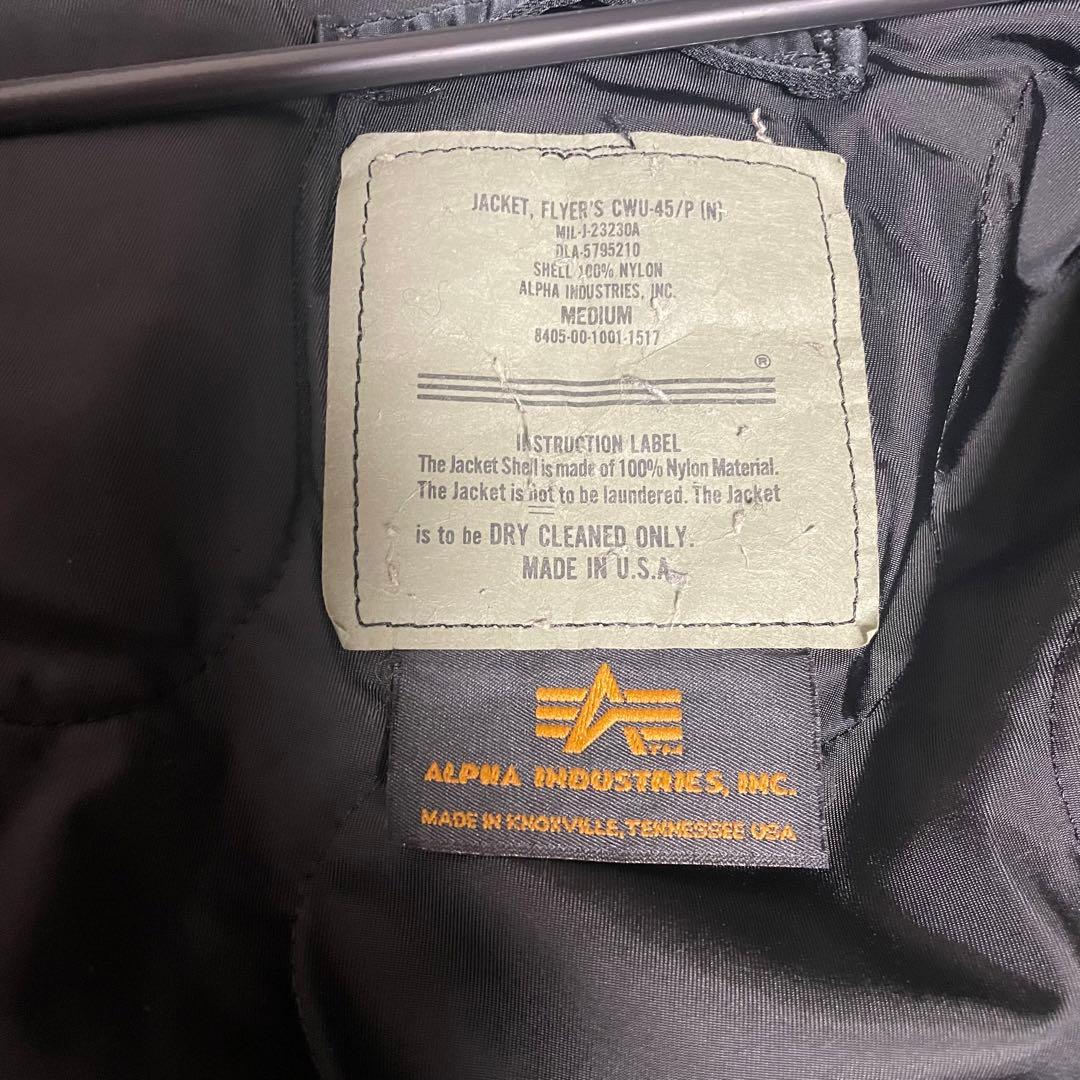 JACKET, FLYER'S CWU-45/P (N)
MIL-J-23230A
DLA-5795210
SHELL 100% NYLON
ALPHA INDUSTRIES, INC.
MEDIUM
8405-00-1001-1517
®
INSTRUCTION LABEL
The Jacket Shell is made of 100% Nylon Material.
The Jacket is not to be laundered. The Jacket
is to be DRY CLEANED ONLY.
MADE IN U.S.A.
TM
ALPHA INDUSTRIES, INC.
MADE IN KNOXVILLE, TENNESSEE USA